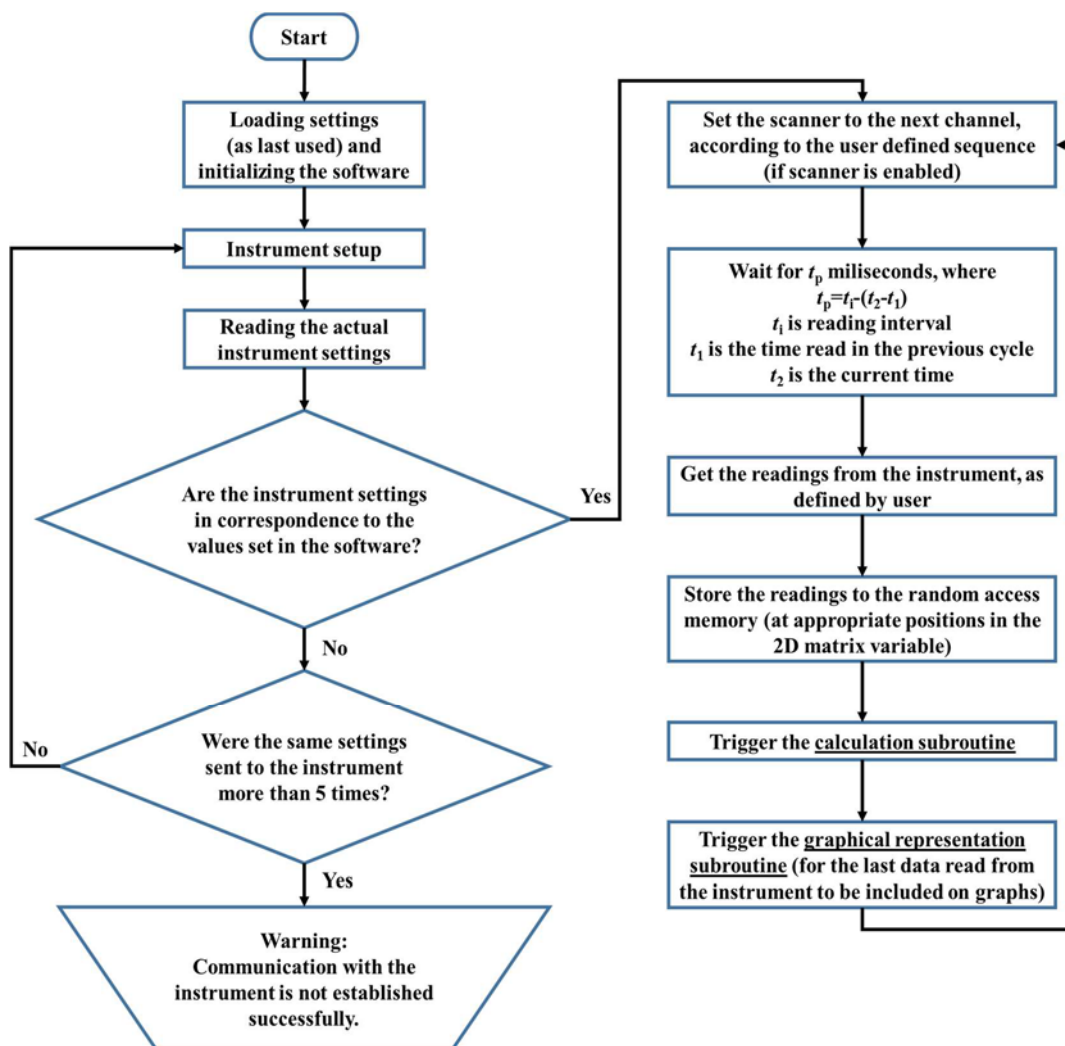 Start
Loading settings
(as last used) and
initializing the software
Instrument setup
Reading the actual
instrument settings
Are the instrument settings
in correspondence to the
values set in the software?
Yes
No
Were the same settings
sent to the instrument
more than 5 times?
No
Yes
Warning:
Communication with the
instrument is not established
successfully.
Set the scanner to the next channel,
according to the user defined sequence
(if scanner is enabled)
Wait for tp miliseconds, where
tp=ti-(t2-t1)
ti is reading interval
t1 is the time read in the previous cycle
t2 is the current time
Get the readings from the instrument, as
defined by user
Store the readings to the random access
memory (at appropriate positions in the
2D matrix variable)
Trigger the calculation subroutine
Trigger the graphical representation
subroutine (for the last data read from
the instrument to be included on graphs)